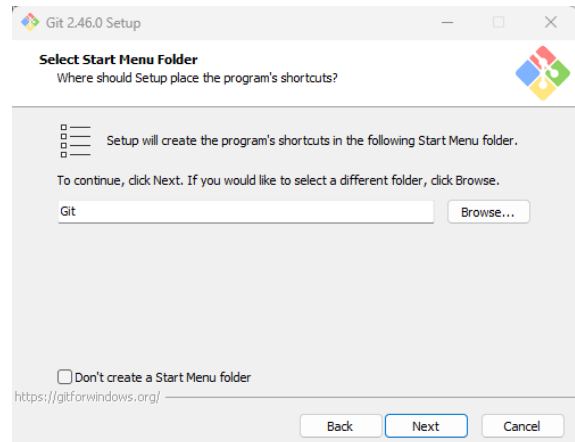 Git 2.46.0 Setup
Select Start Menu Folder
Where should Setup place the program's shortcuts?
Setup will create the program's shortcuts in the following Start Menu folder.
To continue, click Next. If you would like to select a different folder, click Browse.
Git
Browse...
Don't create a Start Menu folder
https://gitforwindows.org/
Back
Next
Cancel